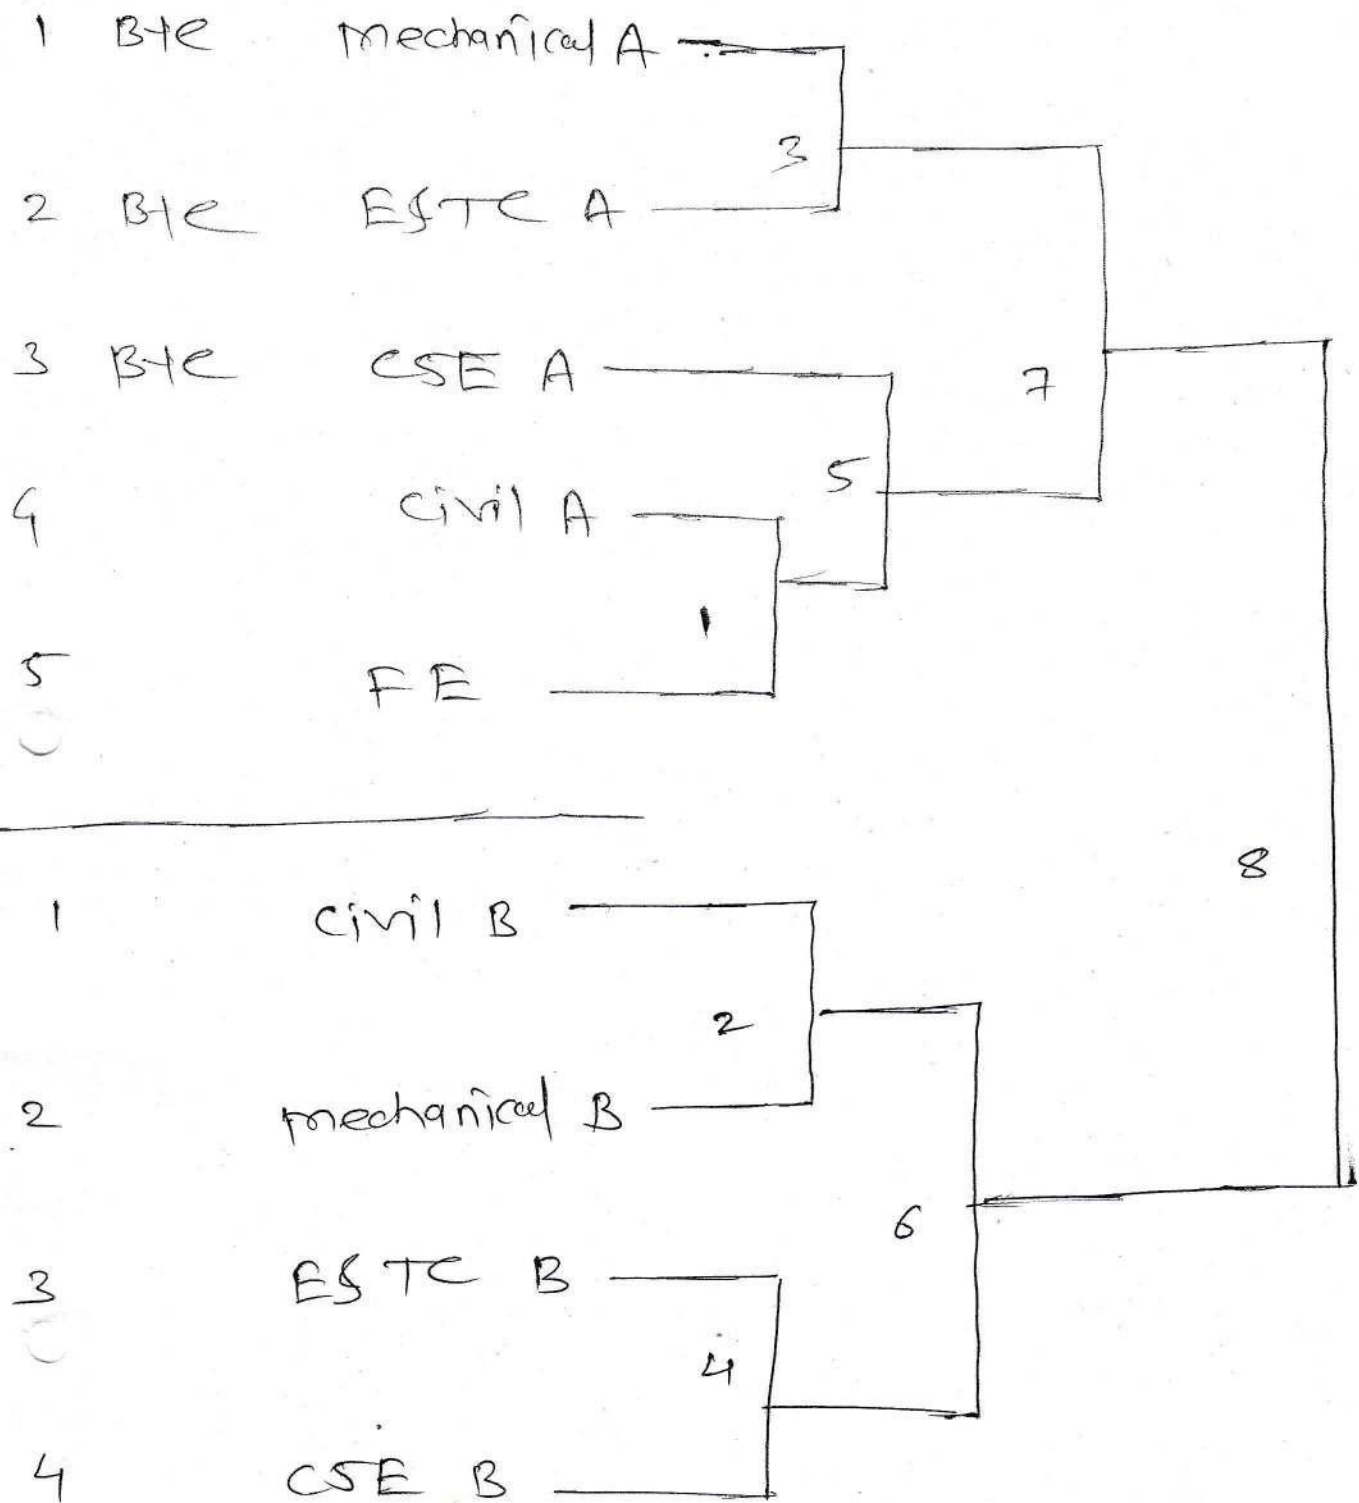 1 Bye Mechanical A
3
2 Bye E&TC A
3 Bye CSE A
7
5
4 Civil A
1
5 FE
8
1 Civil B
2
2 Mechanical B
6
3 E&TC B
4
4 CSE B